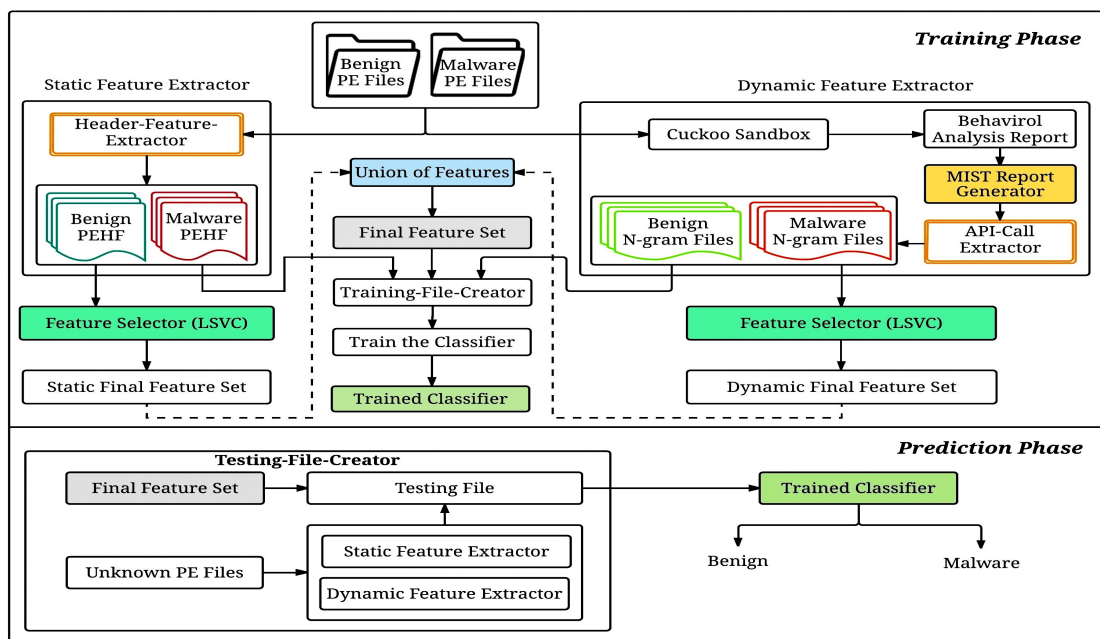 Training Phase
Benign
PE Files
Malware
PE Files
Static Feature Extractor
Dynamic Feature Extractor
Header-Feature-
Extractor
Cuckoo Sandbox
Behavirol
Analysis Report
Union of Features
MIST Report
Generator
Benign
PEHF
Malware
PEHF
Final Feature Set
Benign
N-gram Files
Malware
N-gram Files
API-Call
Extractor
Training-File-Creator
Feature Selector (LSVC)
Train the Classifier
Feature Selector (LSVC)
Static Final Feature Set
Trained Classifier
Dynamic Final Feature Set
Prediction Phase
Testing-File-Creator
Final Feature Set
Testing File
Trained Classifier
Static Feature Extractor
Unknown PE Files
Dynamic Feature Extractor
Benign
Malware